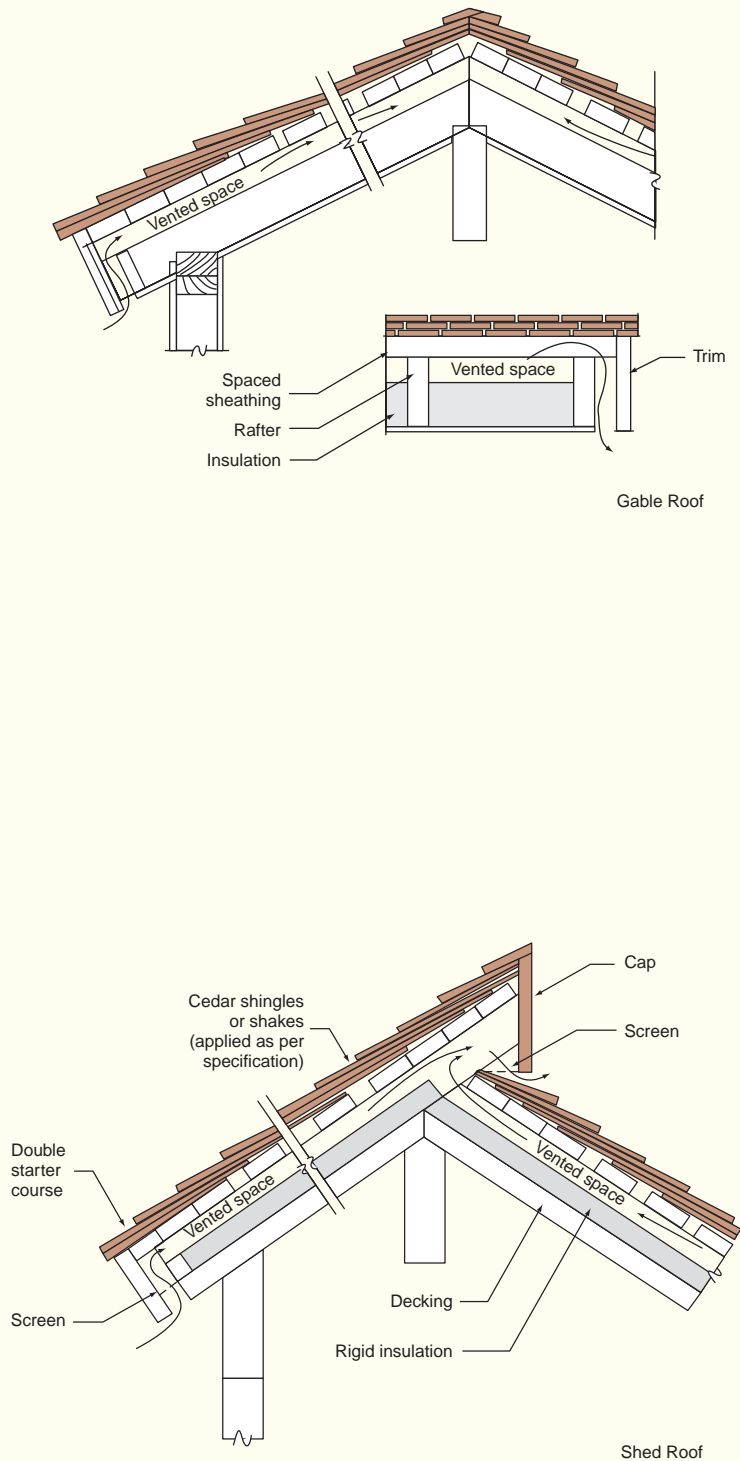 Vented space
Vented space
Trim
Spaced
sheathing
Rafter
Insulation
Gable Roof
Cap
Cedar shingles
or shakes
(applied as per
specification)
Screen
Double
starter
course
Vented space
Vented space
Screen
Decking
Rigid insulation
Shed Roof